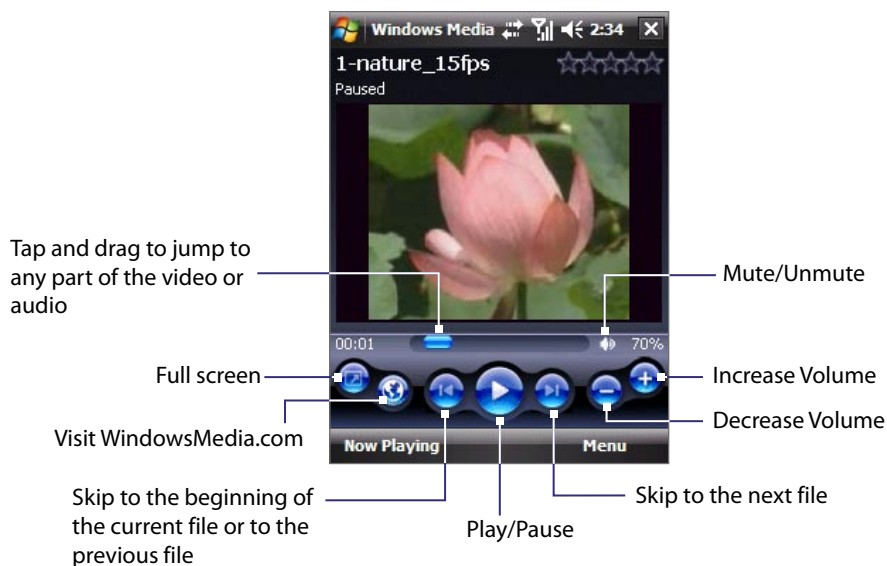 Windows Media 2:34
1-nature_15fps
Paused
Tap and drag to jump to
any part of the video or
audio
Mute/Unmute
00:01 70%
Full screen
Increase Volume
Visit WindowsMedia.com
Decrease Volume
Now Playing Menu
Skip to the beginning of
the current file or to the
previous file
Play/Pause
Skip to the next file